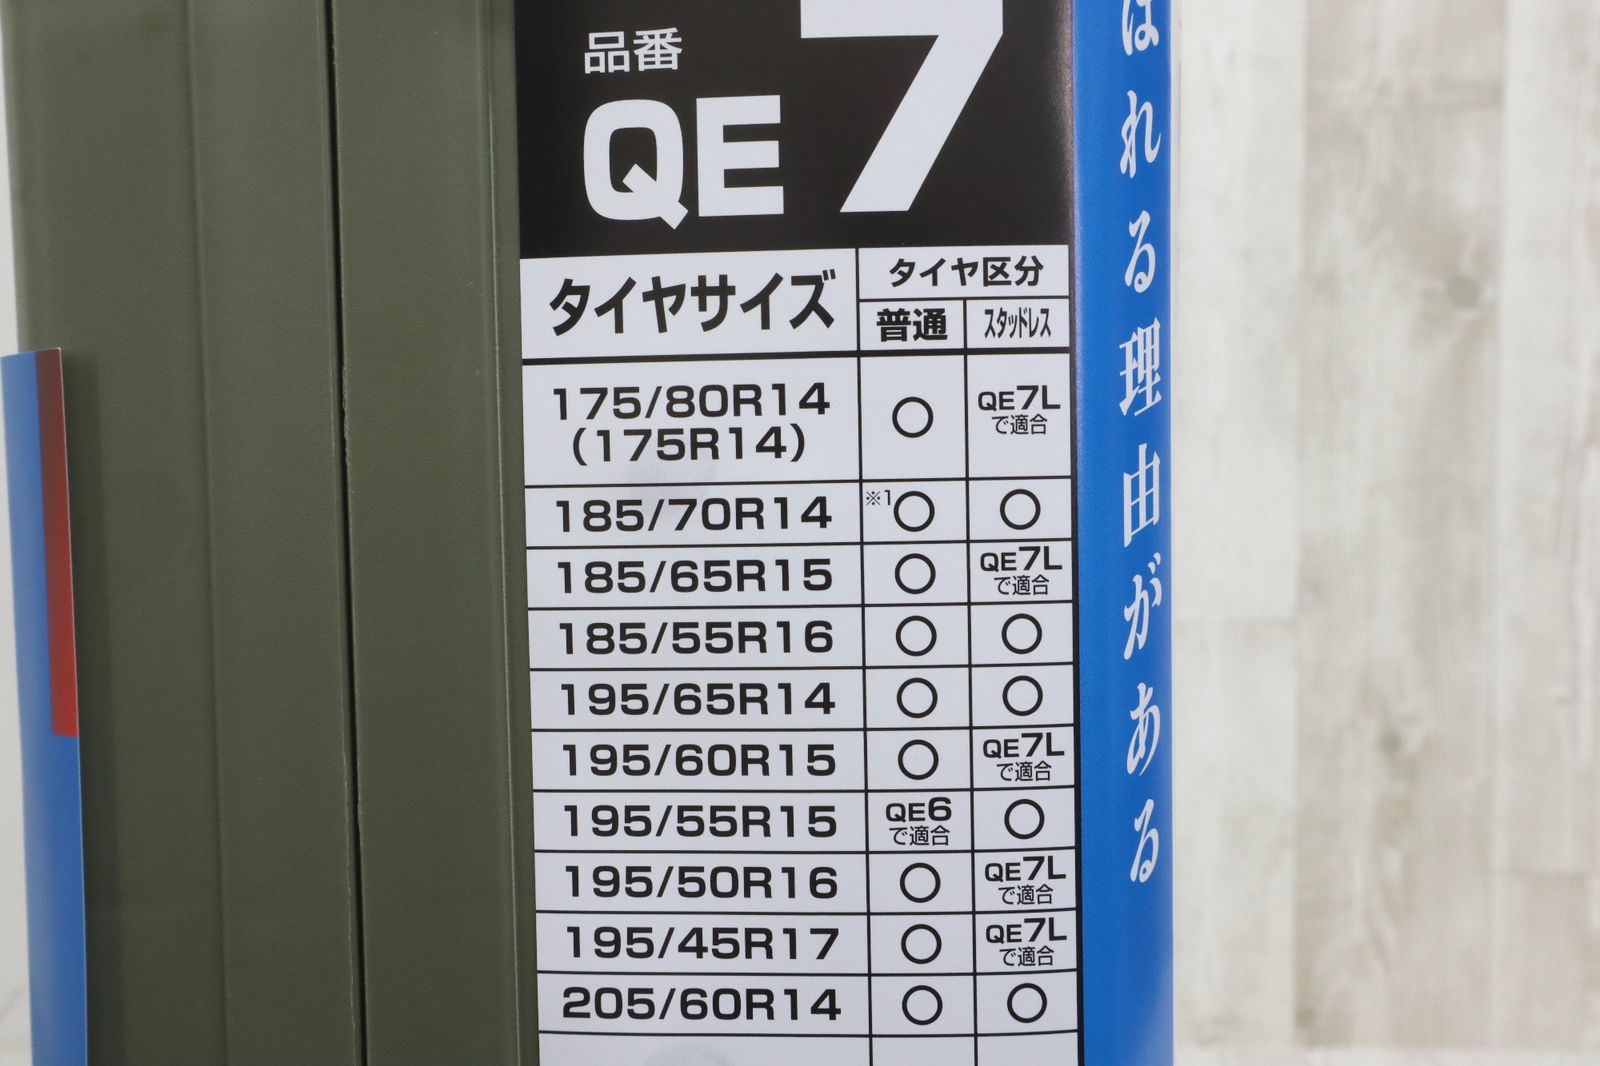 品番
QE7
タイヤサイズ タイヤ区分
普通 スタッドレス
175/80R14
(175R14) ○ QE7L
で適合
185/70R14 ※1○ ○
185/65R15 ○ QE7L
で適合
185/55R16 ○ ○
195/65R14 ○ ○
195/60R15 ○ QE7L
で適合
195/55R15 QE6
で適合 ○
195/50R16 ○ QE7L
で適合
195/45R17 ○ QE7L
で適合
205/60R14 ○ ○
ばれる理由がある